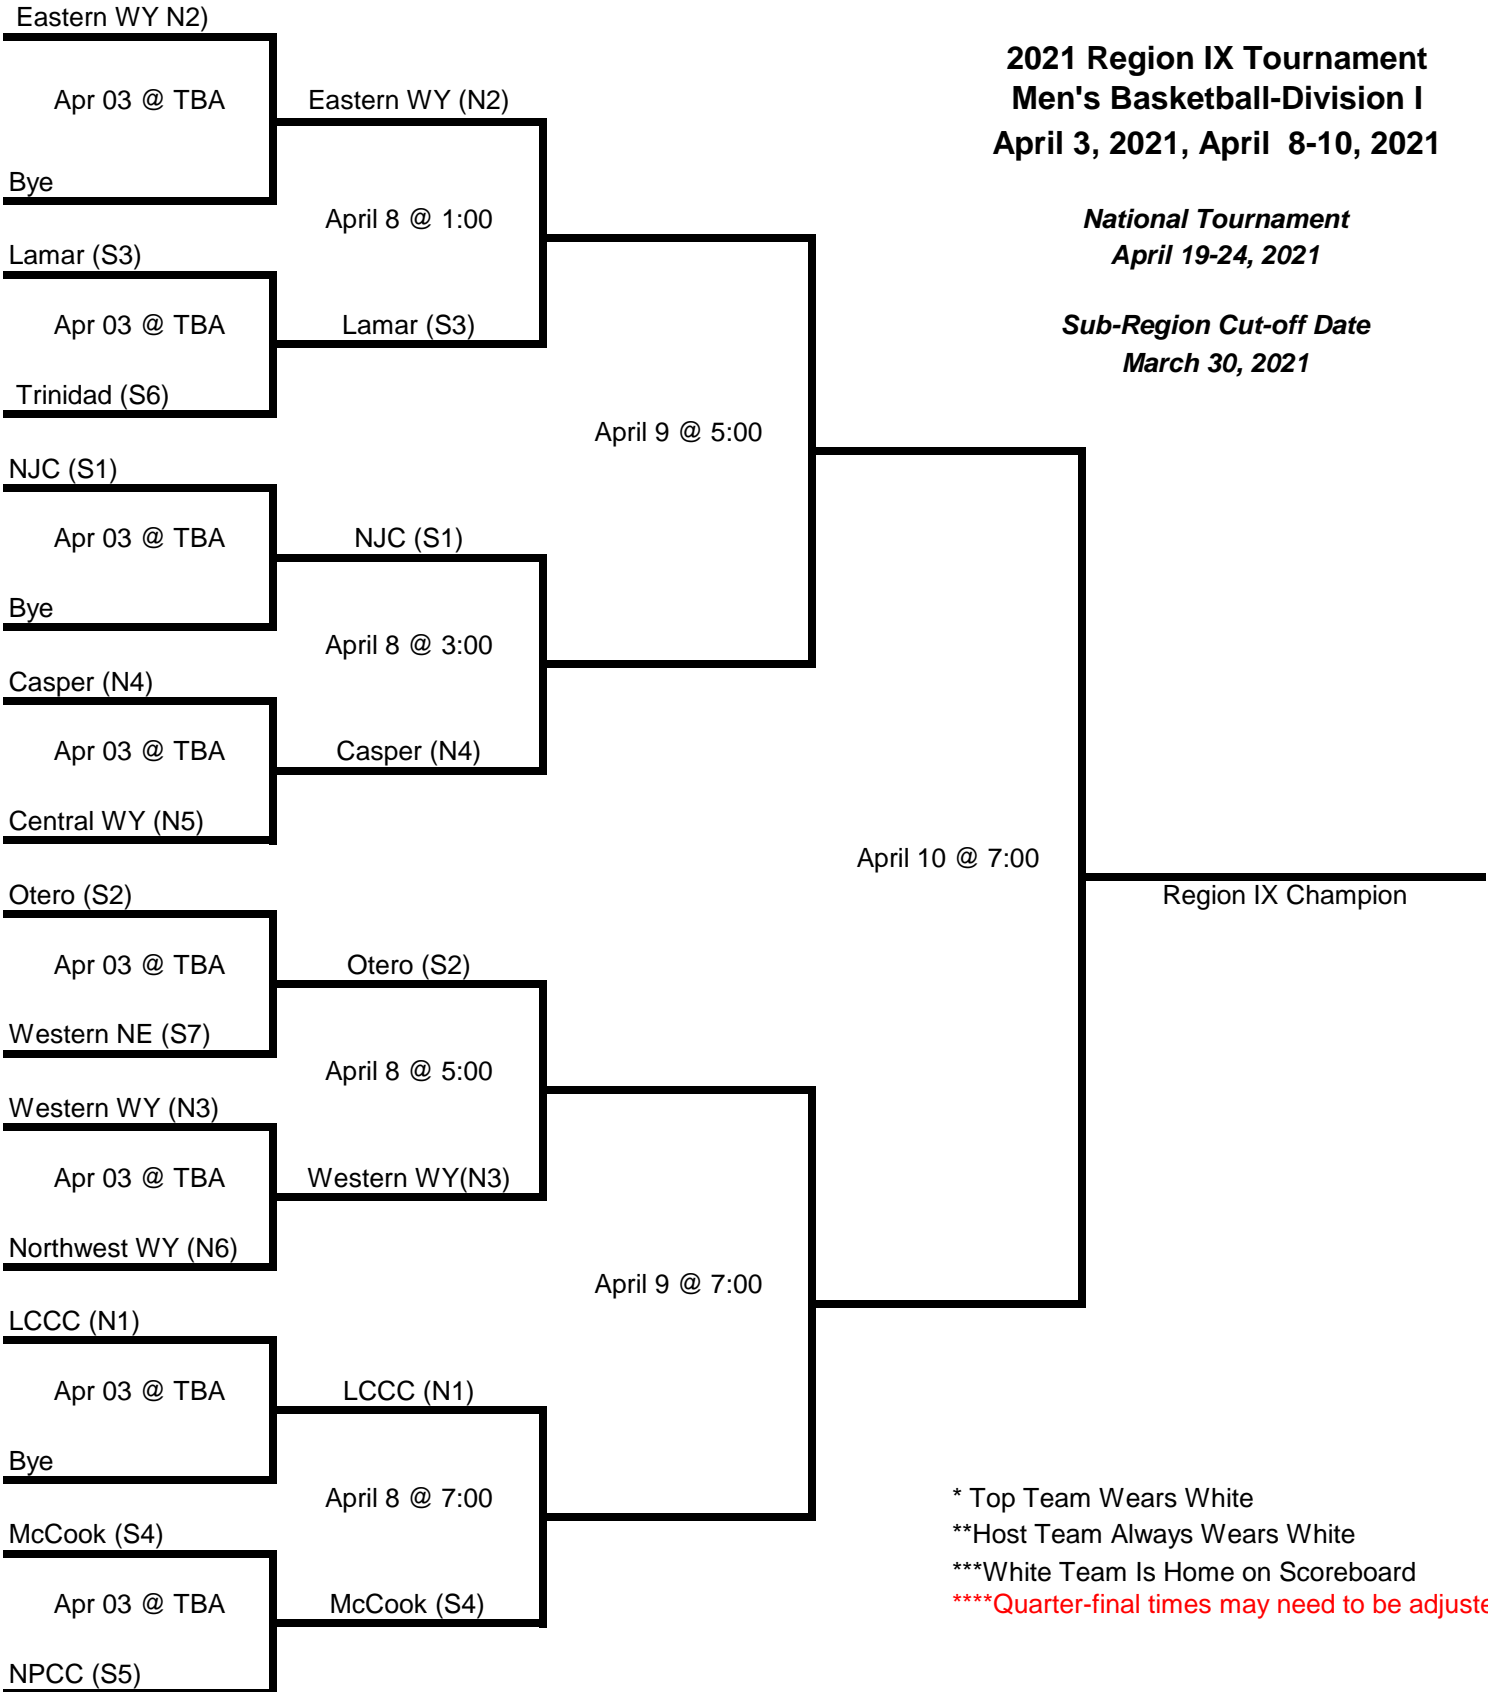 Eastern WY N2)
Apr 03 @ TBA
Bye
Lamar (S3)
Apr 03 @ TBA
Trinidad (S6)
NJC (S1)
Apr 03 @ TBA
Bye
Casper (N4)
Apr 03 @ TBA
Central WY (N5)
Otero (S2)
Apr 03 @ TBA
Western NE (S7)
Western WY (N3)
Apr 03 @ TBA
Northwest WY (N6)
LCCC (N1)
Apr 03 @ TBA
Bye
McCook (S4)
Apr 03 @ TBA
NPCC (S5)
Eastern WY (N2)
April 8 @ 1:00
Lamar (S3)
NJC (S1)
April 8 @ 3:00
Casper (N4)
Otero (S2)
April 8 @ 5:00
Western WY(N3)
LCCC (N1)
April 8 @ 7:00
McCook (S4)
April 9 @ 5:00
April 9 @ 7:00
April 10 @ 7:00
Region IX Champion
2021 Region IX Tournament
Men's Basketball-Division I
April 3, 2021, April  8-10, 2021
National Tournament
April 19-24, 2021
Sub-Region Cut-off Date
March 30, 2021
* Top Team Wears White
**Host Team Always Wears White
***White Team Is Home on Scoreboard
****Quarter-final times may need to be adjuste